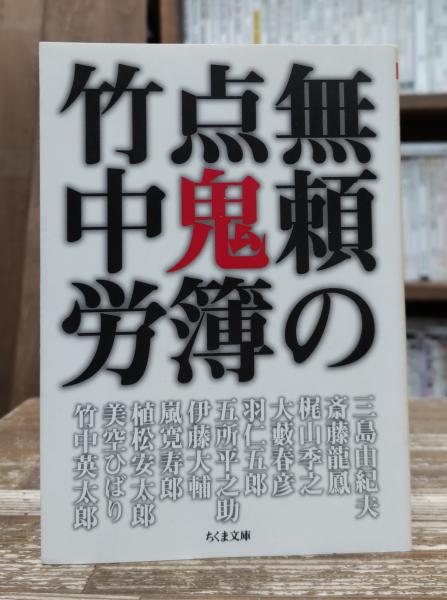 無頼の
点鬼簿
竹中労
三島由紀夫
斎藤龍鳳
梶山季之
大藪春彦
羽仁五郎
五所平之助
伊藤大輔
嵐寛寿郎
植松安太郎
美空ひばり
竹中英太郎
ちくま文庫